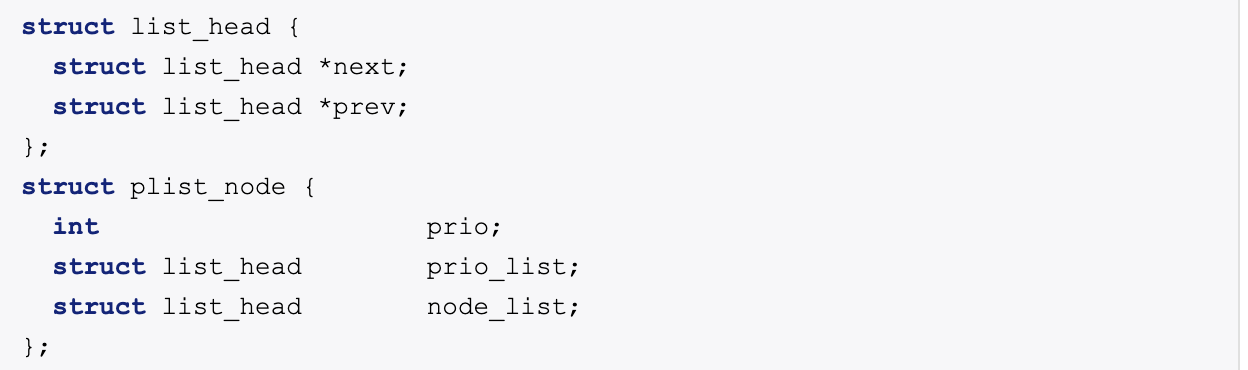 struct list_head {
  struct list_head *next;
  struct list_head *prev;
};
struct plist_node {
  int                     prio;
  struct list_head        prio_list;
  struct list_head        node_list;
};